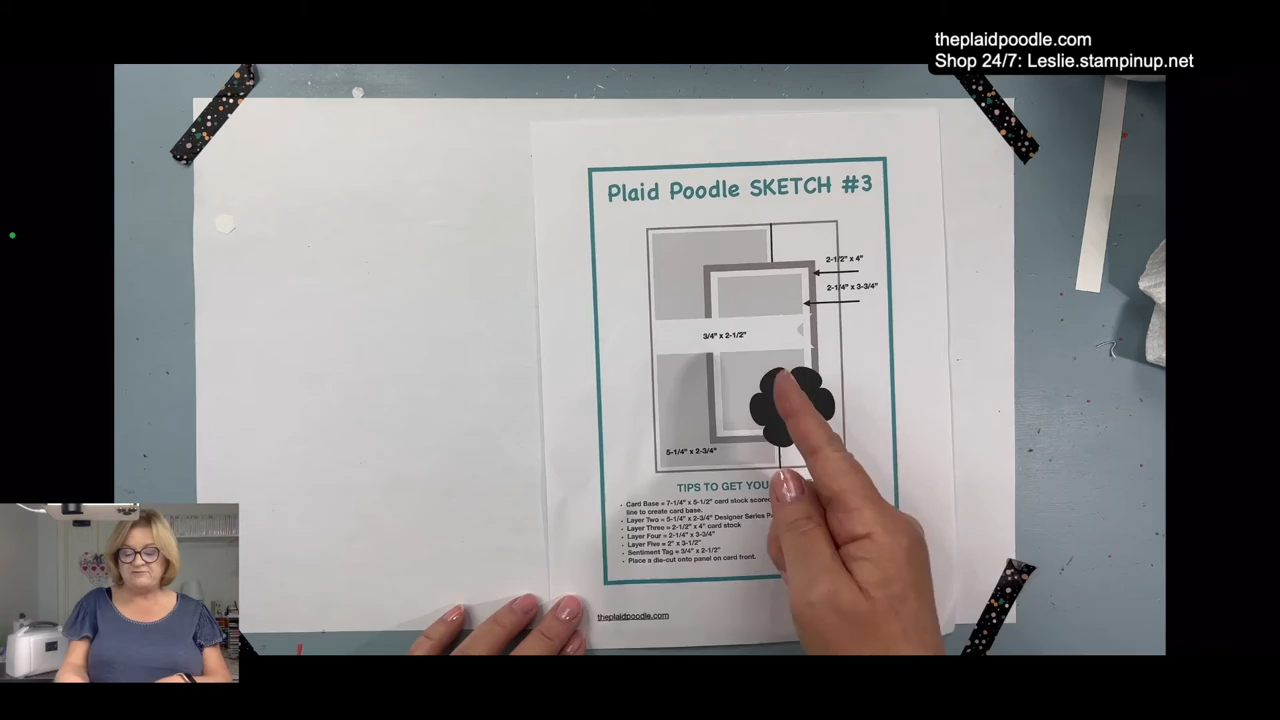 theplaidpoodle.com
Shop 24/7: Leslie.stampinup.net
Plaid Poodle SKETCH #3
2-1/2" x 4"
2-1/4" x 3-3/4"
3/4" x 2-1/2"
5-1/4" x 2-3/4"
TIPS TO GET YOU
• Card Base = 7-1/4" x 5-1/2" card stock scored
line to create card base.
• Layer Two = 5-1/4" x 2-3/4" Designer Series
• Layer Three = 2-1/2" x 4" card stock
• Layer Four = 2-1/4" x 3-3/4"
• Layer Five = 2" x 3-1/2"
• Sentiment Tag = 3/4" x 2-1/2"
• Place a die-cut onto panel on card front.
theplaidpoodle.com